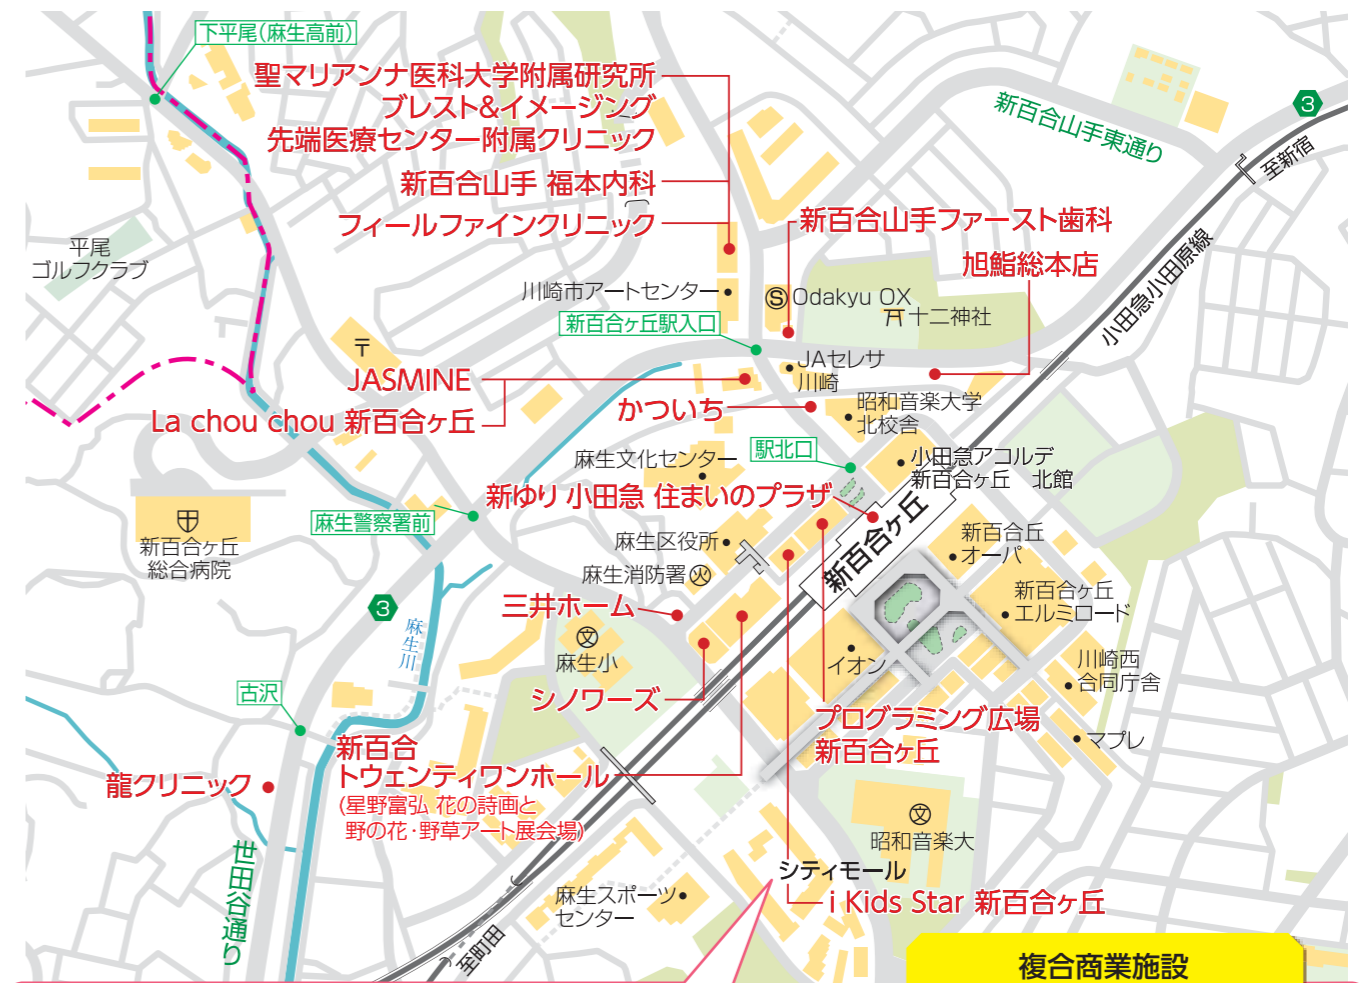 下平尾(麻生高前)
聖マリアンナ医科大学附属研究所
ブレスト&イメージング
先端医療センター附属クリニック
新百合山手 福本内科
フィールファインクリニック
新百合山手東通り
3
至新宿
小田急小田原線
新百合山手ファースト歯科
旭鮨総本店
平尾
ゴルフクラブ
川崎市アートセンター
S Odakyu OX
十二神社
新百合ヶ丘駅入口
〒
JAセレサ
川崎
JASMINE
La chou chou 新百合ヶ丘
かついち
昭和音楽大学
北校舎
麻生文化センター
駅北口
小田急アコルデ
新百合ヶ丘 北館
新ゆり 小田急 住まいのプラザ
麻生警察署前
新百合ヶ丘
総合病院
麻生区役所
麻生消防署 火
新百合ヶ丘
新百合丘
オーパ
新百合ヶ丘
エルミロード
三井ホーム
3
麻生川
文
麻生小
イオン
川崎西
合同庁舎
古沢
シノワーズ
プログラミング広場
新百合ヶ丘
マプレ
新百合
トウェンティワンホール
(星野富弘 花の詩画と
野の花・野草アート展会場)
龍クリニック
文
昭和音楽大
世田谷通り
シティモール
i Kids Star 新百合ヶ丘
麻生スポーツ
センター
至町田
複合商業施設